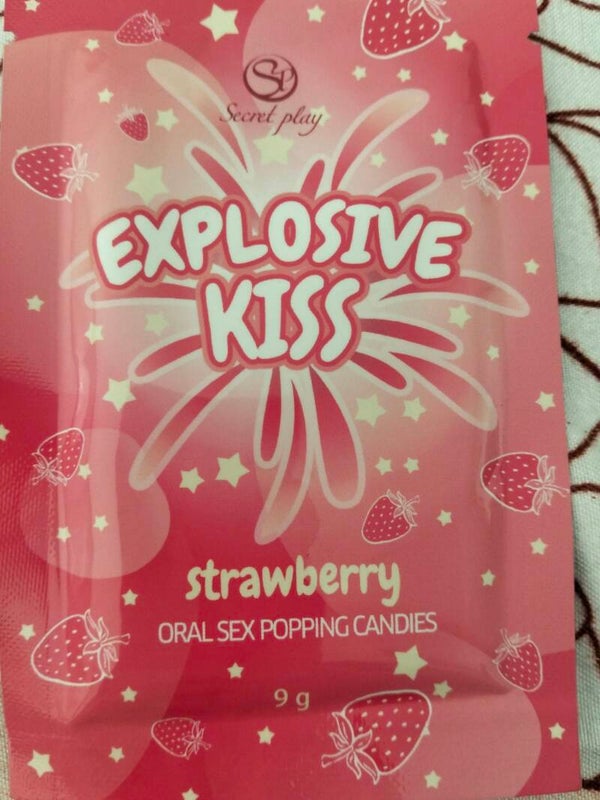 SP
Secret play
EXPLOSIVE
KISS
strawberry
ORAL SEX POPPING CANDIES
9 g